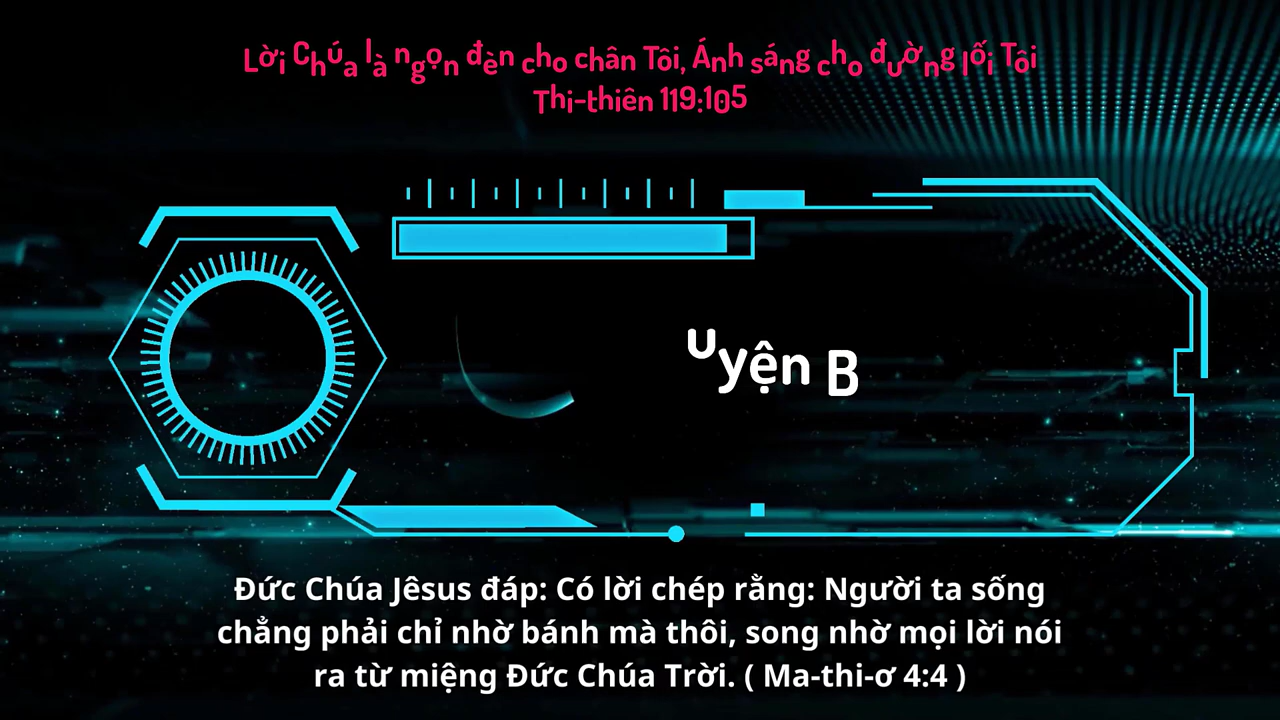 Lời Chúa là ngọn đèn cho chân Tôi, Ánh sáng cho đường lối Tôi
Thi-thiên 119:105
uyện B
Đức Chúa Jêsus đáp: Có lời chép rằng: Người ta sống
chẳng phải chỉ nhờ bánh mà thôi, song nhờ mọi lời nói
ra từ miệng Đức Chúa Trời. ( Ma-thi-ơ 4:4 )